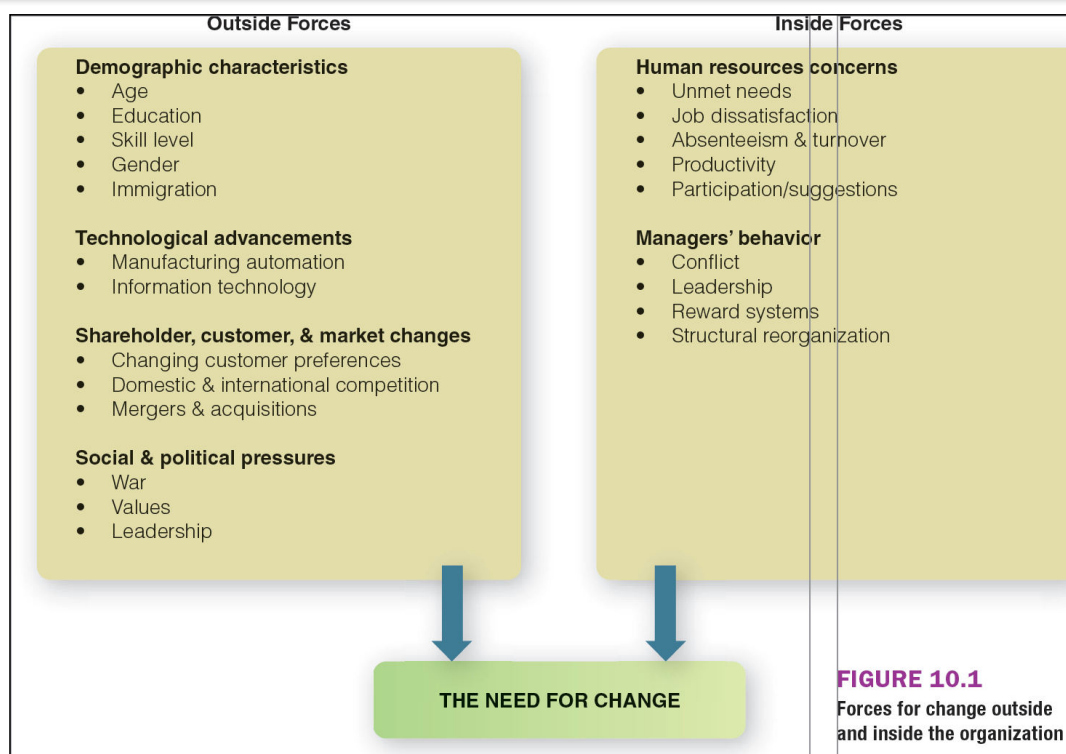 Outside Forces
Demographic characteristics
• Age
• Education
• Skill level
• Gender
• Immigration
Technological advancements
• Manufacturing automation
• Information technology
Shareholder, customer, & market changes
• Changing customer preferences
• Domestic & international competition
• Mergers & acquisitions
Social & political pressures
• War
• Values
• Leadership
Inside Forces
Human resources concerns
• Unmet needs
• Job dissatisfaction
• Absenteeism & turnover
• Productivity
• Participation/suggestions
Managers’ behavior
• Conflict
• Leadership
• Reward systems
• Structural reorganization
THE NEED FOR CHANGE
FIGURE 10.1
Forces for change outside
and inside the organization